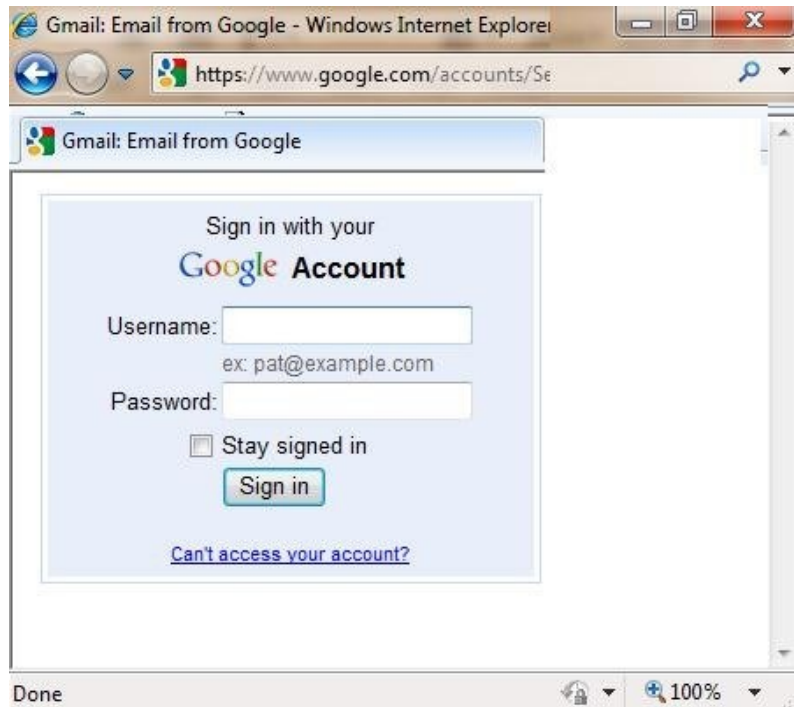 Gmail: Email from Google - Windows Internet Explorer
https://www.google.com/accounts/Se
Gmail: Email from Google
Sign in with your
Google Account
Username:
ex: pat@example.com
Password:
Stay signed in
Sign in
Can't access your account?
Done
100%